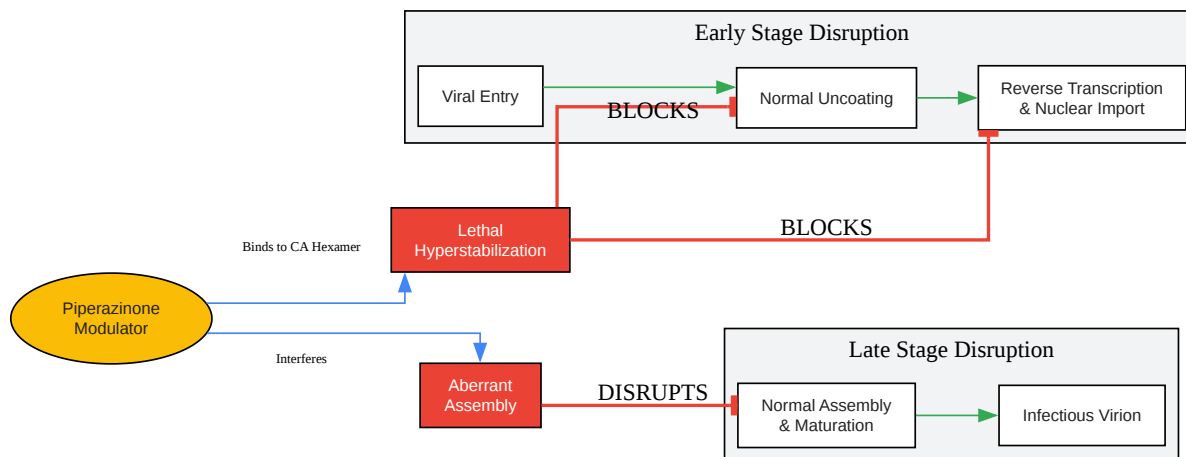 Early Stage Disruption
Viral Entry
Normal Uncoating
Reverse Transcription
& Nuclear Import
BLOCKS
Lethal
Hyperstabilization
BLOCKS
Binds to CA Hexamer
Piperazinone
Modulator
Interferes
Late Stage Disruption
Aberrant
Assembly
DISRUPTS
Normal Assembly
& Maturation
Infectious Virion